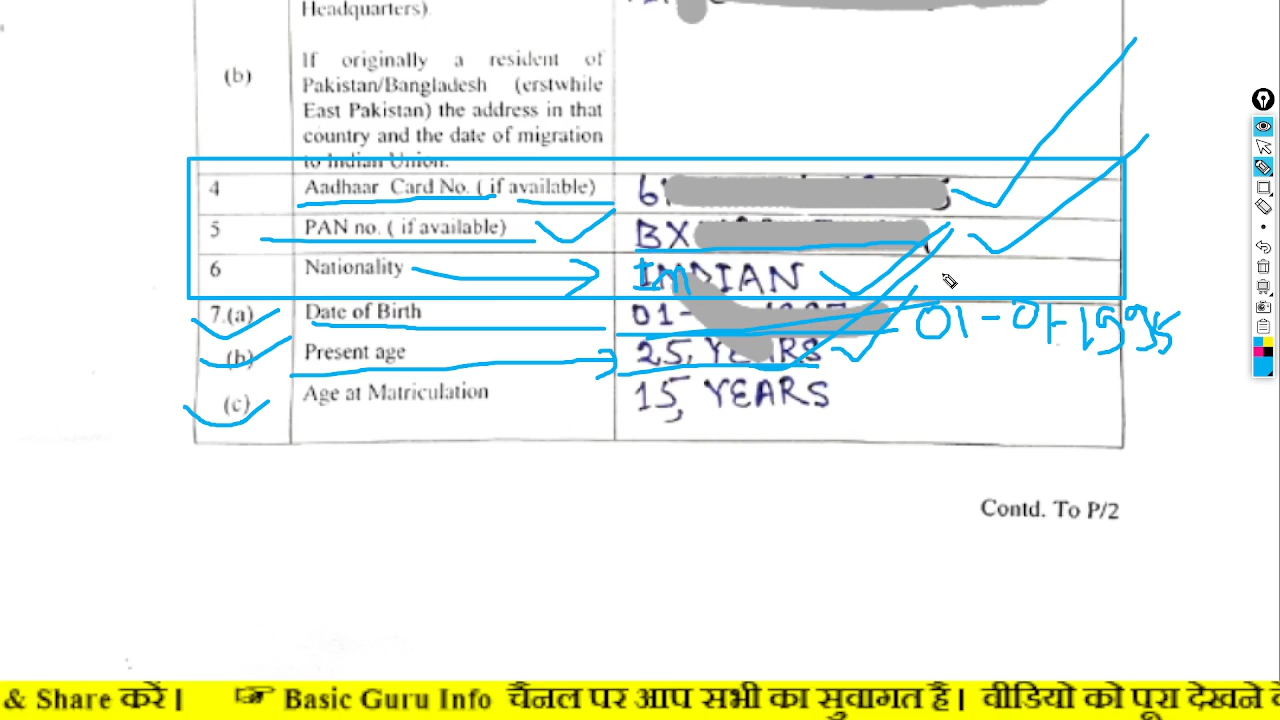 Headquarters).
(b) If originally a resident of
Pakistan/Bangladesh (erstwhile
East Pakistan) the address in that
country and the date of migration
to Indian Union.
4 Aadhaar Card No. ( if available) 6
5 PAN no. ( if available) BX
6 Nationality INDIAN
7.(a) Date of Birth 01- 01-01-1995
(b) Present age 25, YEARS
(c) Age at Matriculation 15, YEARS
Contd. To P/2
& Share करें। ☞ Basic Guru Info चैनल पर आप सभी का सुवागत है। वीडियो को पूरा देखने